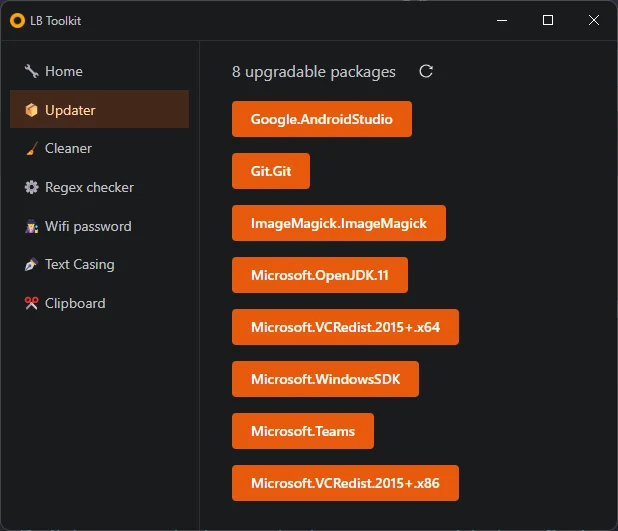 LB Toolkit
Home
Updater
Cleaner
Regex checker
Wifi password
Text Casing
Clipboard
8 upgradable packages
Google.AndroidStudio
Git.Git
ImageMagick.ImageMagick
Microsoft.OpenJDK.11
Microsoft.VCRedist.2015+.x64
Microsoft.WindowsSDK
Microsoft.Teams
Microsoft.VCRedist.2015+.x86